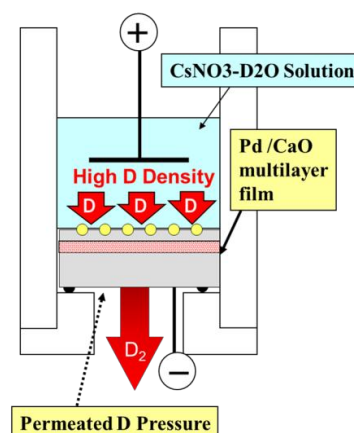 +
CsNO3-D2O Solution
Pd /CaO
multilayer
film
High D Density
D D D
D2
−
Permeated D Pressure